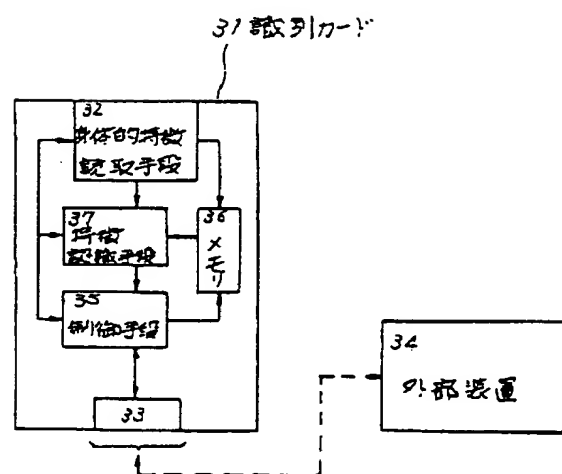 31 識別カード
32
身体的特徴
読取手段
37
特徴
認識手段
36
メモリ
35
制御手段
33
34
外部装置